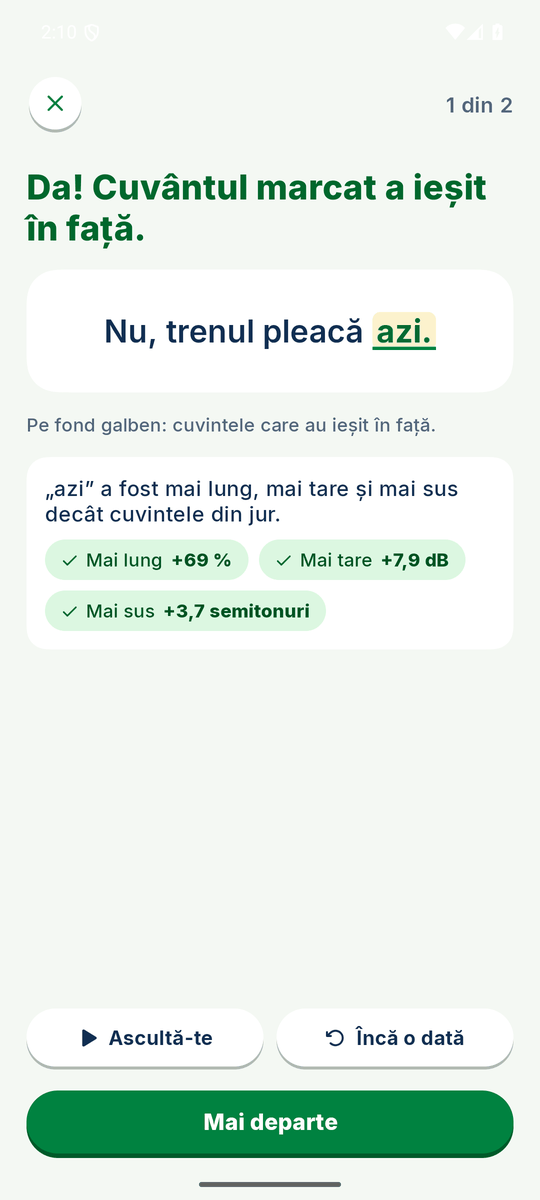 2:10
1 din 2
Da! Cuvântul marcat a ieșit
în față.
Nu, trenul pleacă azi.
Pe fond galben: cuvintele care au ieșit în față.
„azi” a fost mai lung, mai tare și mai sus
decât cuvintele din jur.
Mai lung +69 %
Mai tare +7,9 dB
Mai sus +3,7 semitonuri
Ascultă-te
Încă o dată
Mai departe